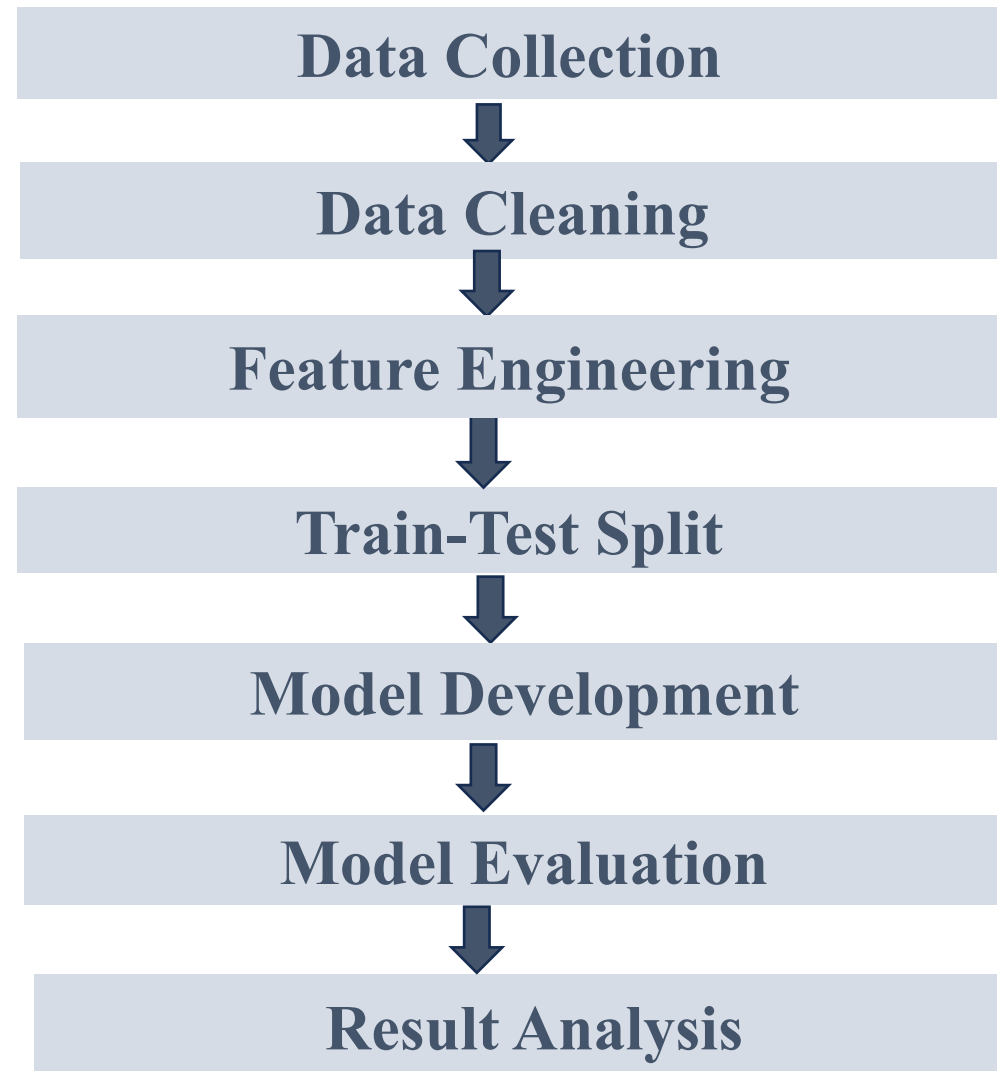 Data Collection
Data Cleaning
Feature Engineering
Train-Test Split
Model Development
Model Evaluation
Result Analysis